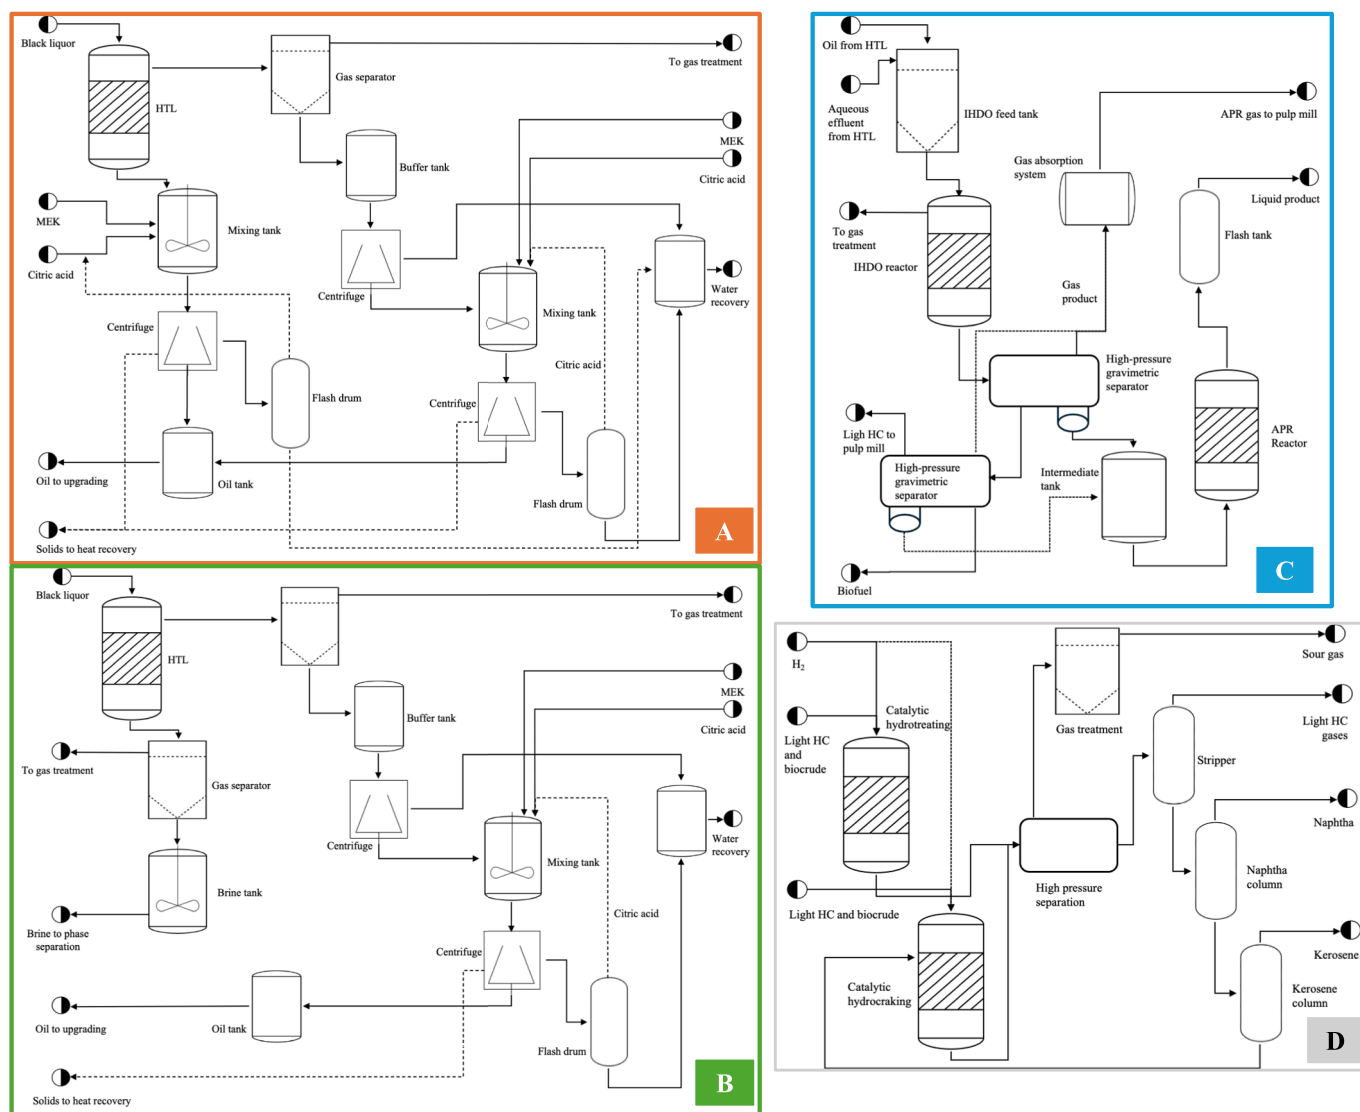 Black liquor
HTL
Gas separator
To gas treatment
MEK
Citric acid
Buffer tank
MEK
Citric acid
Mixing tank
Centrifuge
Mixing tank
Water
recovery
Centrifuge
Citric acid
Flash drum
Centrifuge
Oil to upgrading
Oil tank
Flash drum
Solids to heat recovery
A
Black liquor
HTL
To gas treatment
MEK
Citric acid
Buffer tank
To gas treatment
Gas separator
Centrifuge
Mixing tank
Water
recovery
Brine tank
Brine to phase
separation
Citric acid
Centrifuge
Oil to upgrading
Oil tank
Flash drum
Solids to heat recovery
B
Oil from HTL
Aqueous
effluent
from HTL
IHDO feed tank
APR gas to pulp mill
Gas absorption
system
Liquid product
To gas
treatment
Flash tank
IHDO reactor
Gas
product
High-pressure
gravimetric
separator
Ligh HC to
pulp mill
High-pressure
gravimetric
separator
Intermediate
tank
APR
Reactor
Biofuel
C
H2
Sour gas
Catalytic
hydrotreating
Gas treatment
Light HC
gases
Light HC
and
biocrude
Stripper
Naphtha
Naphtha
column
High pressure
separation
Light HC and biocrude
Kerosene
Catalytic
hydrocraking
Kerosene
column
D